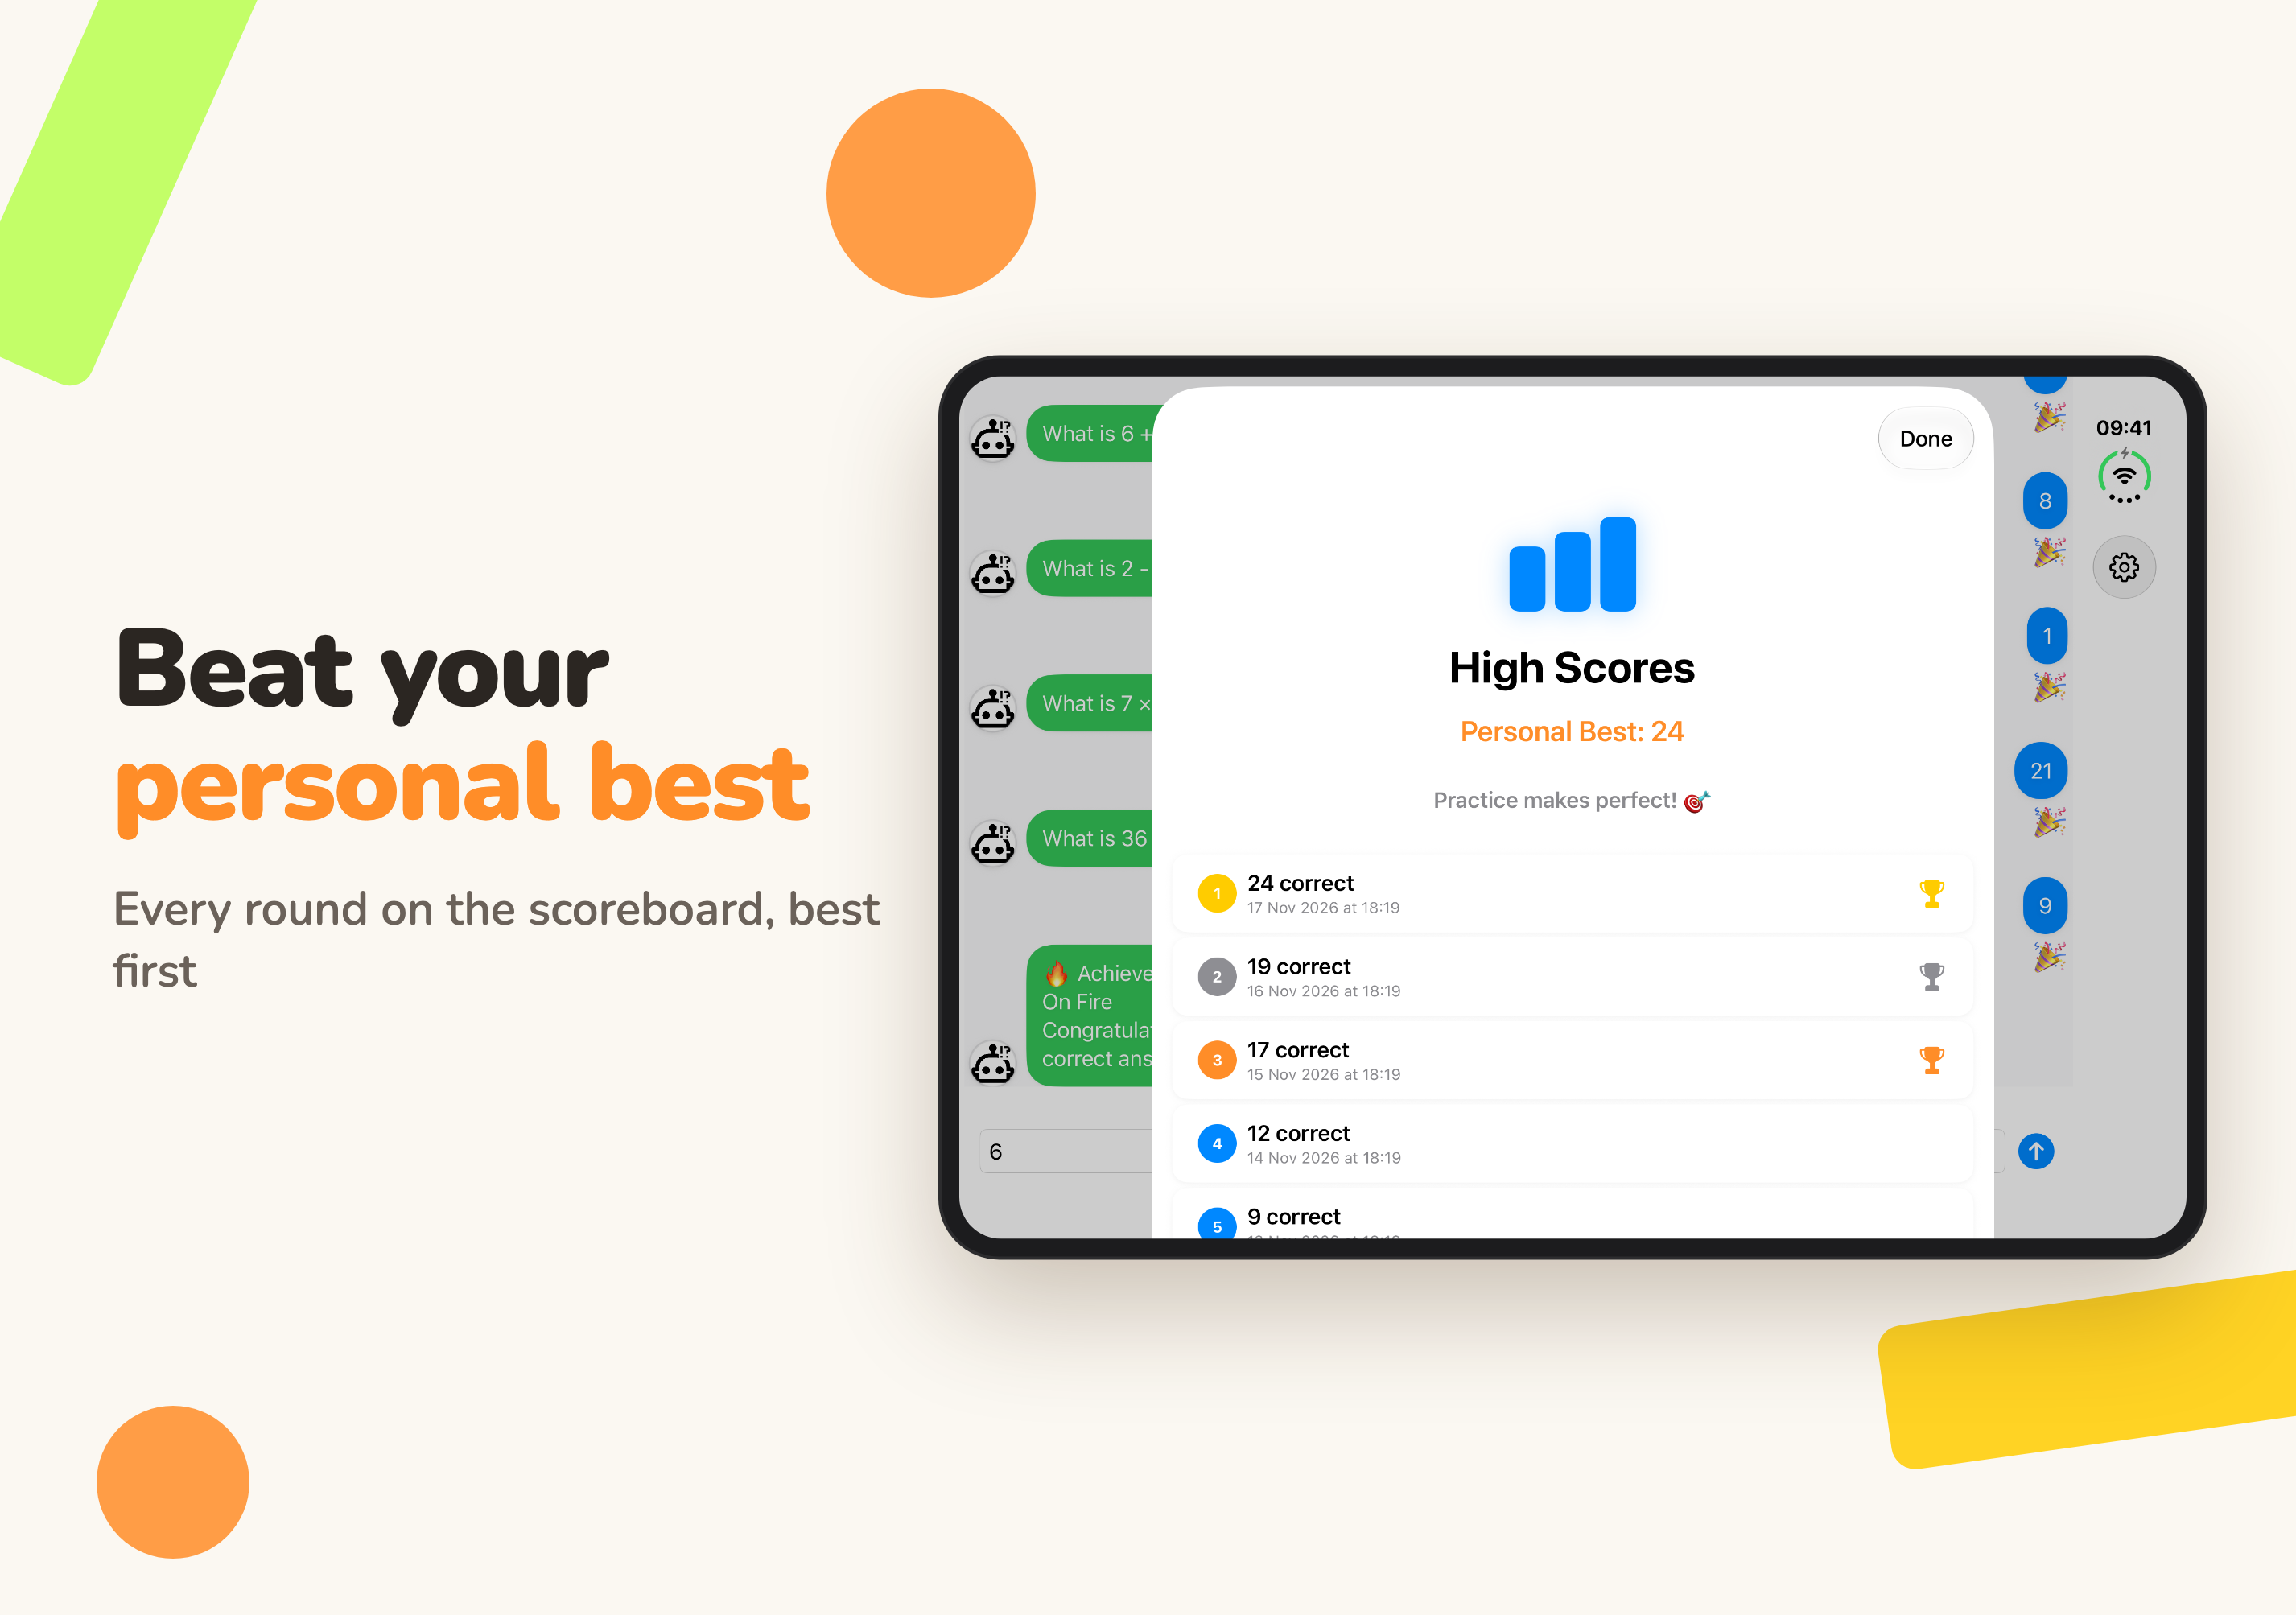 Beat your
personal best
Every round on the scoreboard, best
first
What is 6 +
What is 2 -
What is 7 ×
What is 36
🔥 Achieve
On Fire
Congratula
correct ans
6
Done
High Scores
Personal Best: 24
Practice makes perfect! 🎯
1
24 correct
17 Nov 2026 at 18:19
2
19 correct
16 Nov 2026 at 18:19
3
17 correct
15 Nov 2026 at 18:19
4
12 correct
14 Nov 2026 at 18:19
5
9 correct
8
1
21
9
09:41